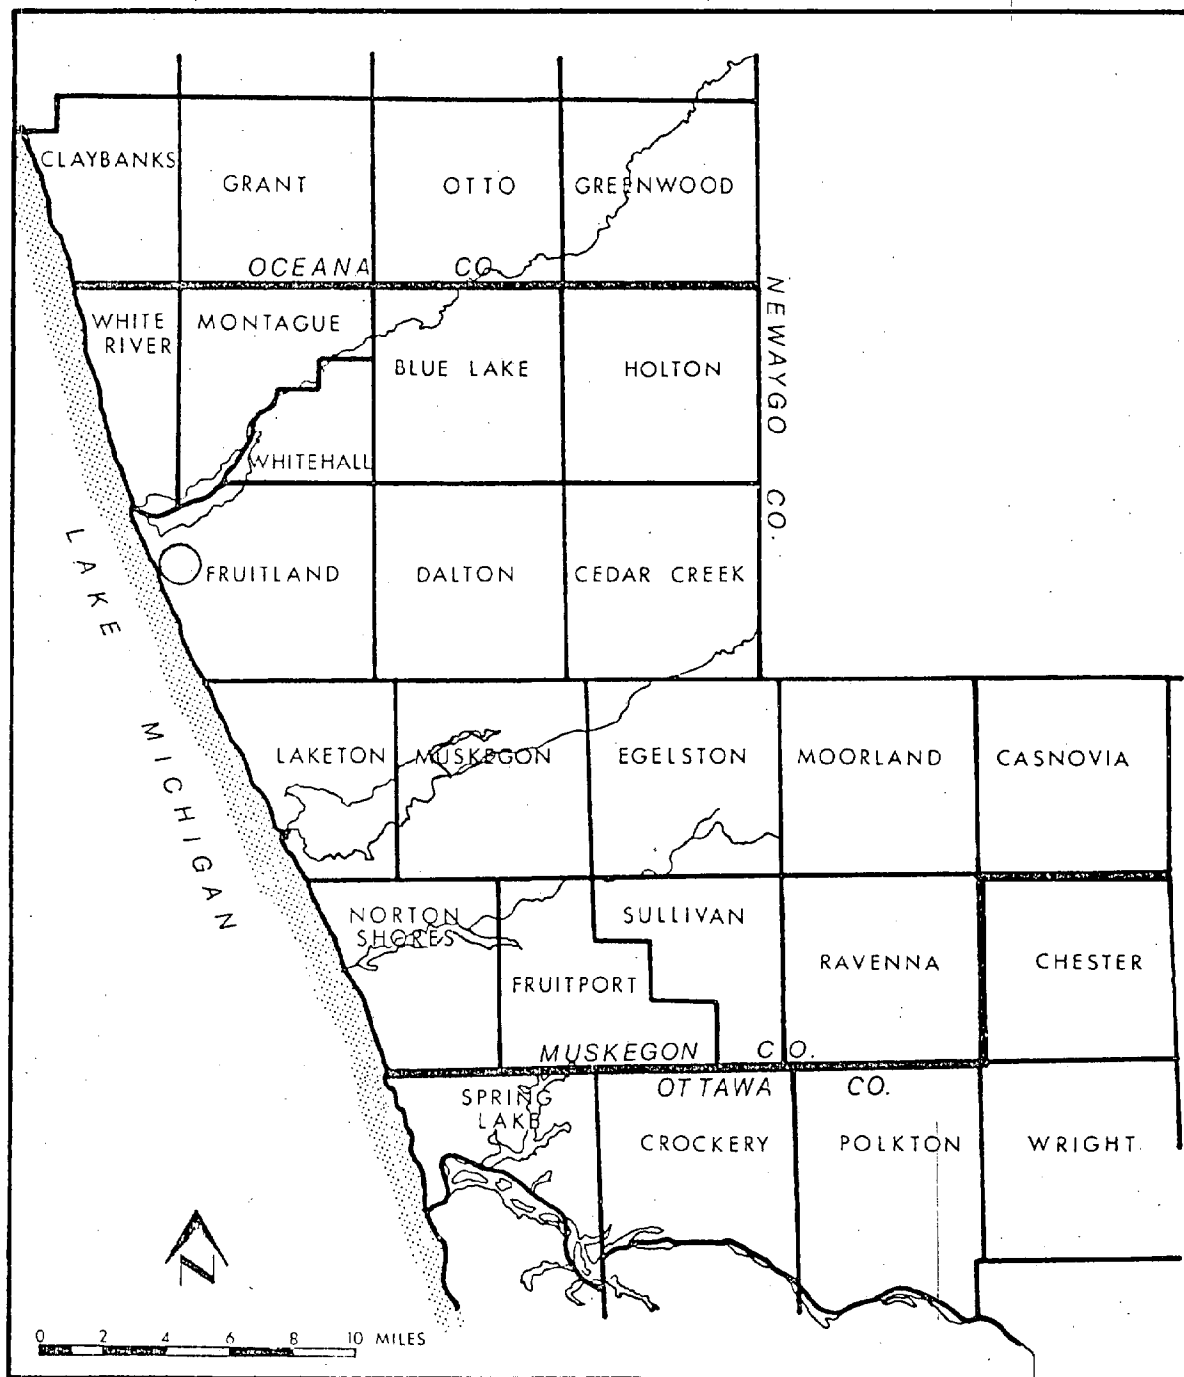 CLAYBANKS
GRANT
OTTO
GREENWOOD
OCEANA CO
WHITE
RIVER
MONTAGUE
BLUE LAKE
HOLTON
NEWAYGO CO.
WHITEHALL
FRUITLAND
DALTON
CEDAR CREEK
LAKE MICHIGAN
LAKETON
MUSKEGON
EGELSTON
MOORLAND
CASNOVIA
NORTON
SHORES
SULLIVAN
FRUITPORT
RAVENNA
CHESTER
MUSKEGON CO.
OTTAWA CO.
SPRING
LAKE
CROCKERY
POLKTON
WRIGHT
N
0 2 4 6 8 10 MILES